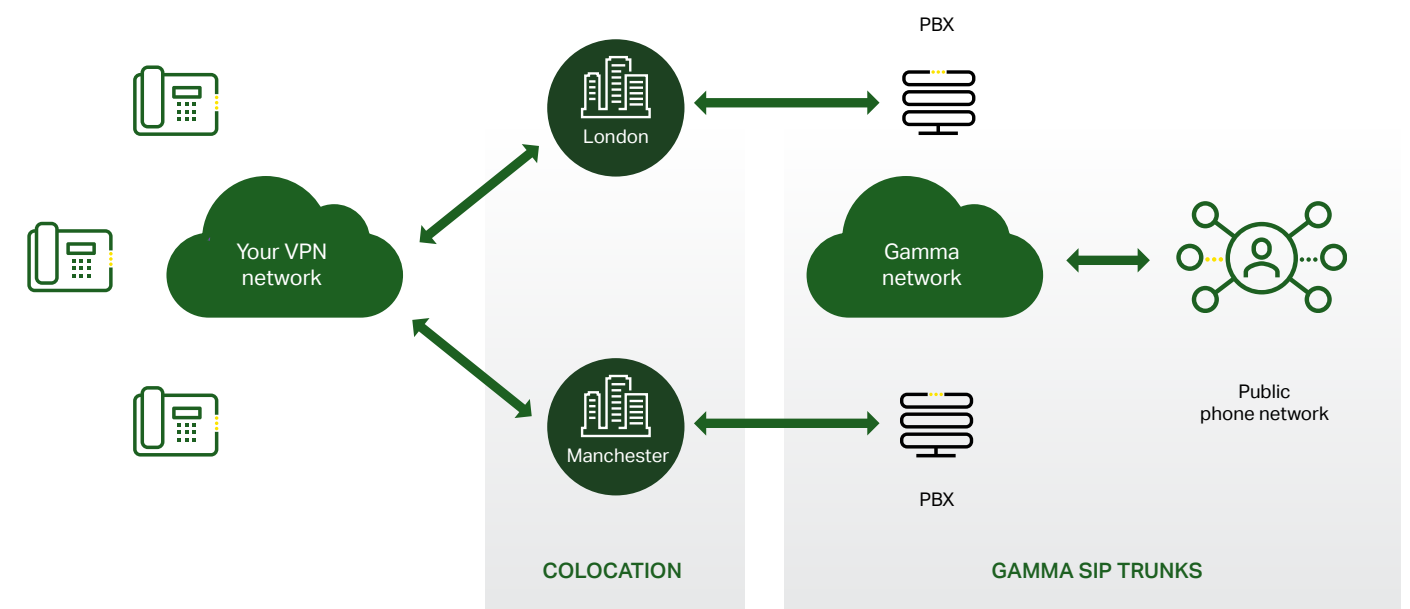 PBX
London
Your VPN
network
Gamma
network
Public
phone network
Manchester
PBX
COLOCATION
GAMMA SIP TRUNKS